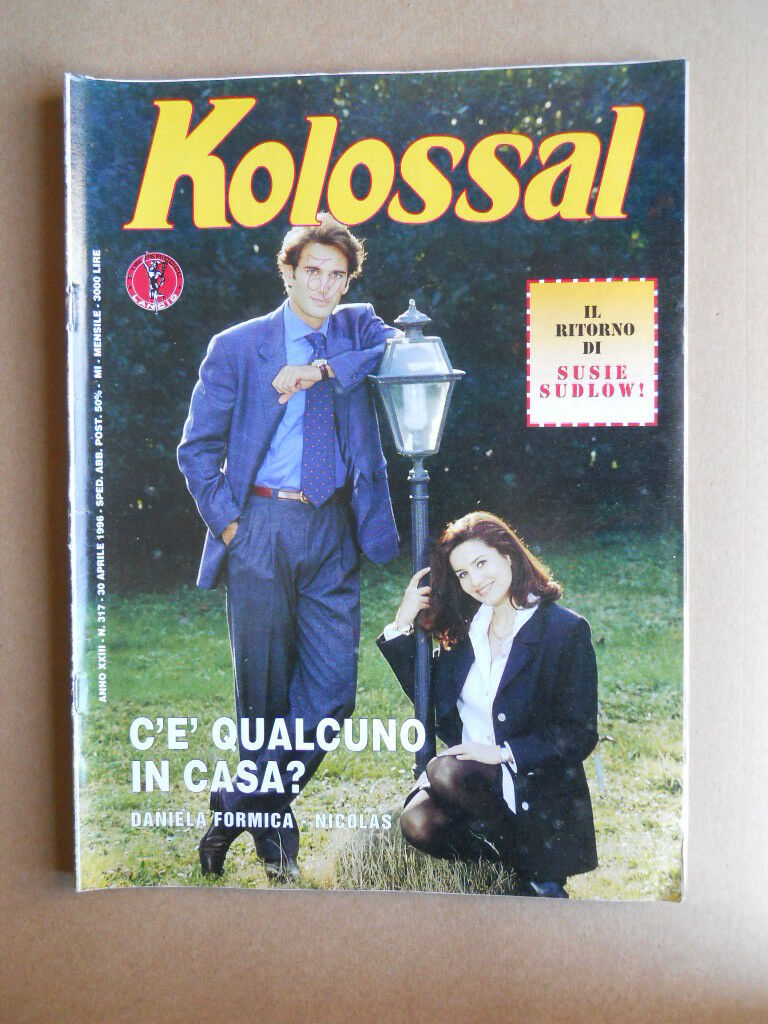 Kolossal
LANCIO
ANNO XXIII - N. 317 - 30 APRILE 1996 - SPED. ABB. POST. 50% - MI - MENSILE - 3000 LIRE
IL
RITORNO
DI
SUSIE
SUDLOW!
C'E' QUALCUNO
IN CASA?
DANIELA FORMICA - NICOLAS